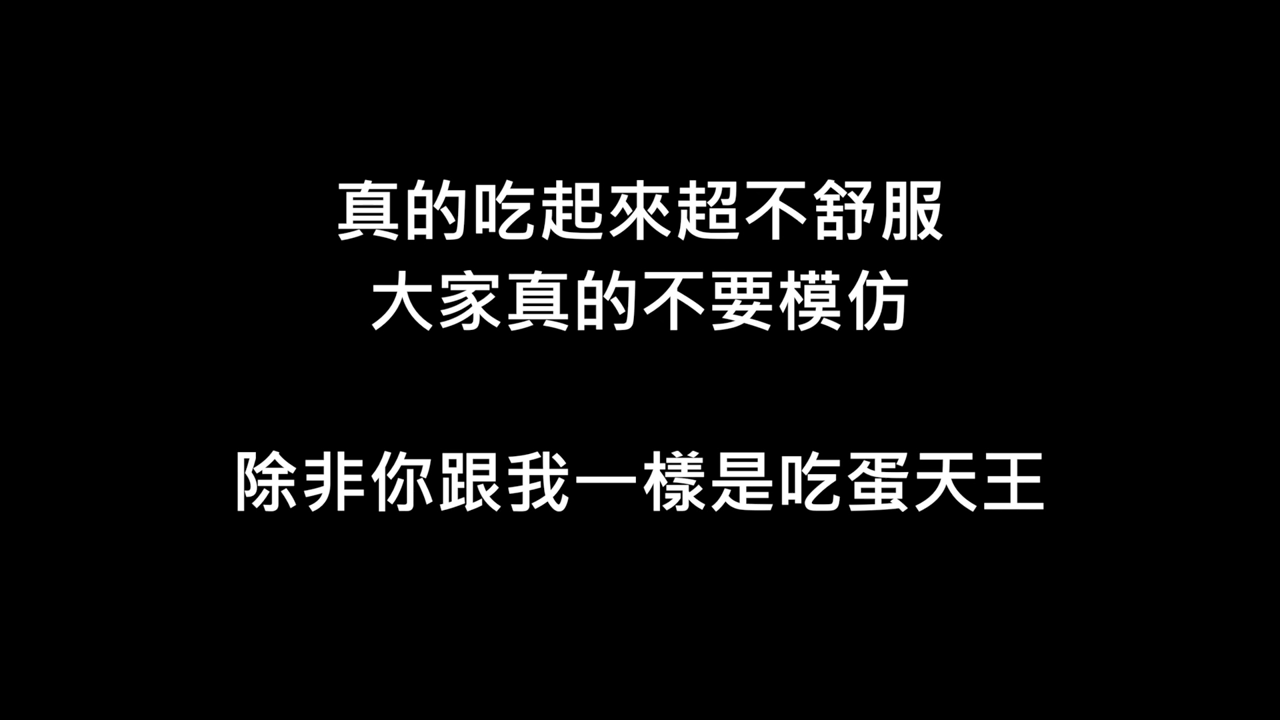 真的吃起來超不舒服
大家真的不要模仿
除非你跟我一樣是吃蛋天王